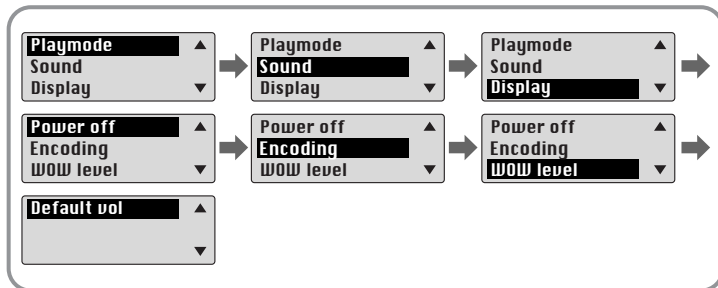 Playmode
Sound
Display
Playmode
Sound
Display
Playmode
Sound
Display
Power off
Encoding
WOW level
Power off
Encoding
WOW level
Power off
Encoding
WOW level
Default vol